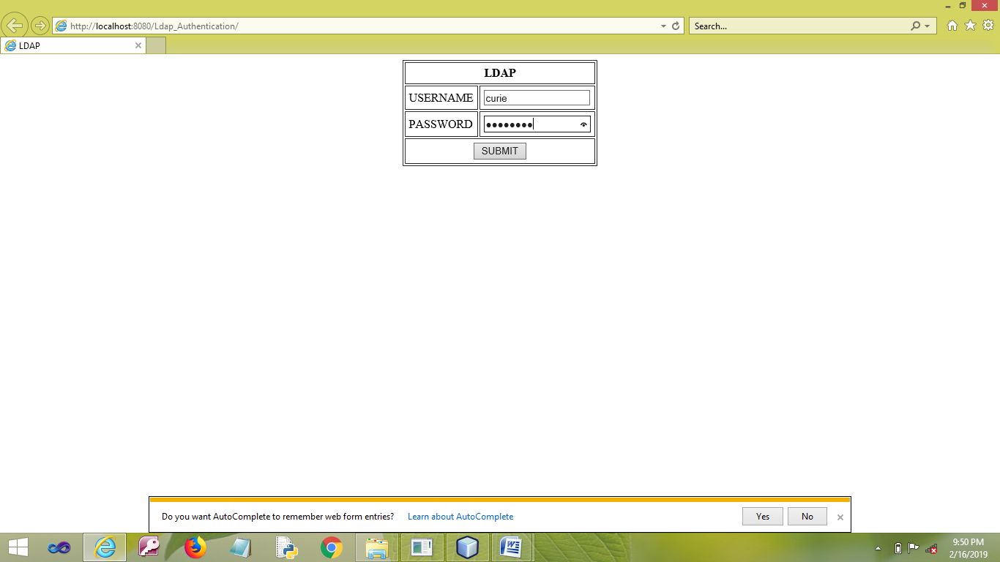 http://localhost:8080/Ldap_Authentication/
Search...
LDAP
LDAP
USERNAME curie
PASSWORD ●●●●●●●●
SUBMIT
Do you want AutoComplete to remember web form entries? Learn about AutoComplete Yes No
9:50 PM
2/16/2019